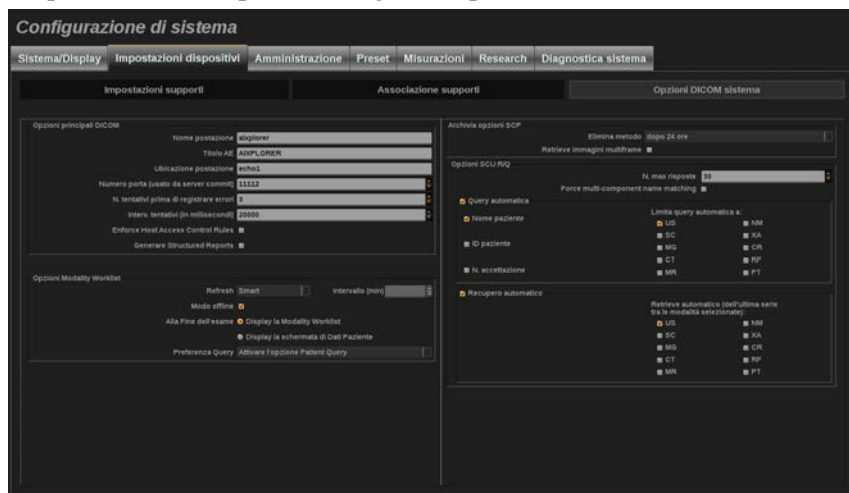 Configurazione di sistema
Sistema/Display Impostazioni dispositivi Amministrazione Preset Misurazioni Research Diagnostica sistema
Impostazioni supporti Associazione supporti Opzioni DICOM sistema
Opzioni principali DICOM
Nome postazione aixplorer
Titolo AE AIXPLORER
Ubicazione postazione echo1
Numero porta (usato da server commit) 11112
N. tentativi prima di registrare errori 3
Interv. tentativi (in millisecondi) 20000
Enforce Host Access Control Rules
Generare Structured Reports
Opzioni Modality Worklist
Refresh Smart Intervallo (min)
Modo offline
Alla Fine dell'esame Display la Modality Worklist
Display la schermata di Dati Paziente
Preferenza Query Attivare l'opzione Patient Query
Archivia opzioni SCP
Elimina metodo dopo 24 ore
Retrieve immagini multiframe
Opzioni SCU R/Q
N. max risposte 30
Force multi-component name matching
Query automatica
Limita query automatica a:
Nome paziente
US NM
SC XA
ID paziente
MG CR
CT RF
N. accettazione
MR PT
Recupero automatico
Retrieve automatico (dell'ultima serie
tra le modalità selezionate):
US NM
SC XA
MG CR
CT RF
MR PT